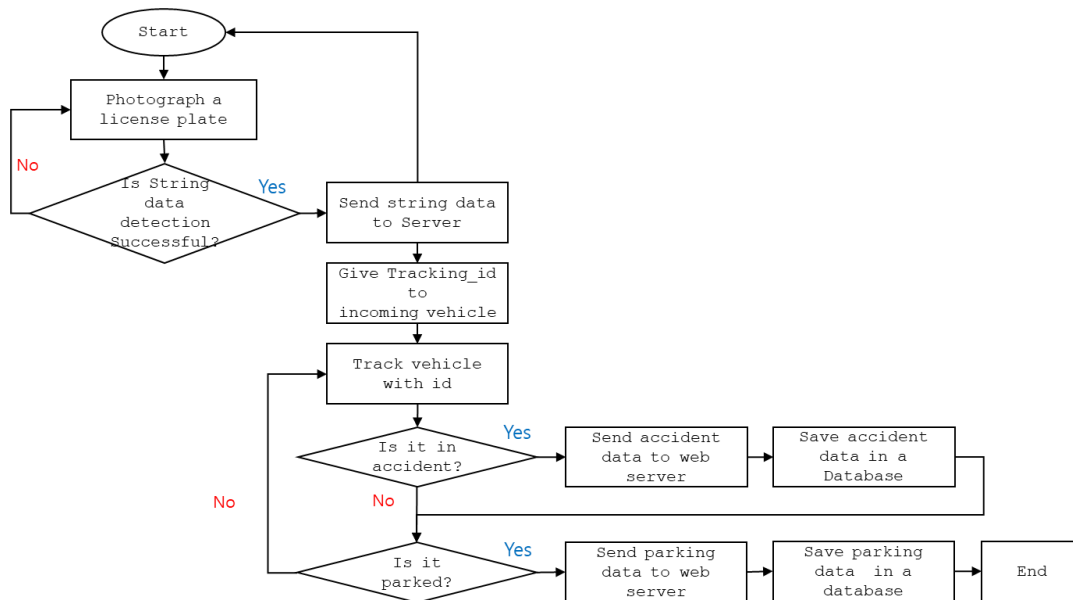 Start
Photograph a
license plate
No
Is String
data
detection
Successful?
Yes
Send string data
to Server
Give Tracking_id
to
incoming vehicle
Track vehicle
with id
Is it in
accident?
Yes
Send accident
data to web
server
Save accident
data in a
Database
No
No
Is it
parked?
Yes
Send parking
data to web
server
Save parking
data in a
database
End